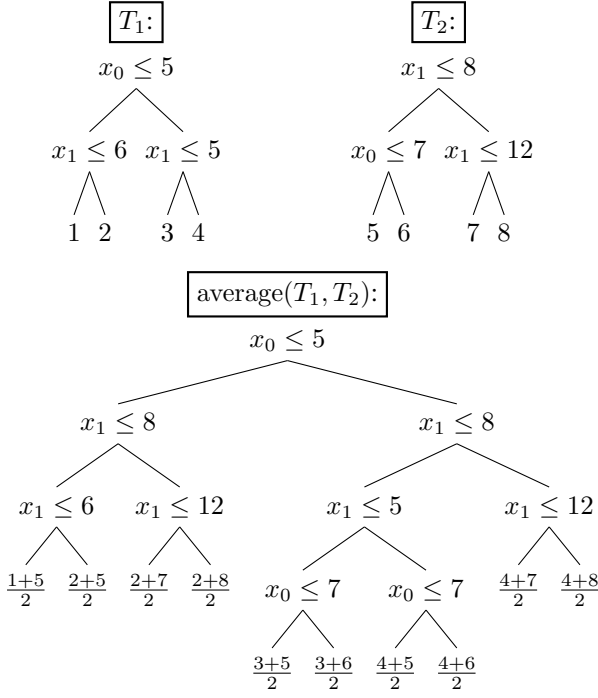 T₁: T₂:
x₀ ≤ 5 x₁ ≤ 8
x₁ ≤ 6 x₁ ≤ 5 x₀ ≤ 7 x₁ ≤ 12
1 2 3 4 5 6 7 8
average(T₁, T₂):
x₀ ≤ 5
x₁ ≤ 8 x₁ ≤ 8
x₁ ≤ 6 x₁ ≤ 12 x₁ ≤ 5 x₁ ≤ 12
(1+5)/2 (2+5)/2 (2+7)/2 (2+8)/2 x₀ ≤ 7 x₀ ≤ 7 (4+7)/2 (4+8)/2
(3+5)/2 (3+6)/2 (4+5)/2 (4+6)/2